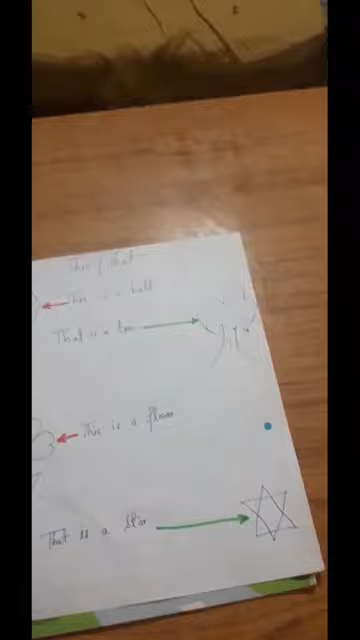 This / That
This is a ball
That is a tree
This is a flower
That is a Star